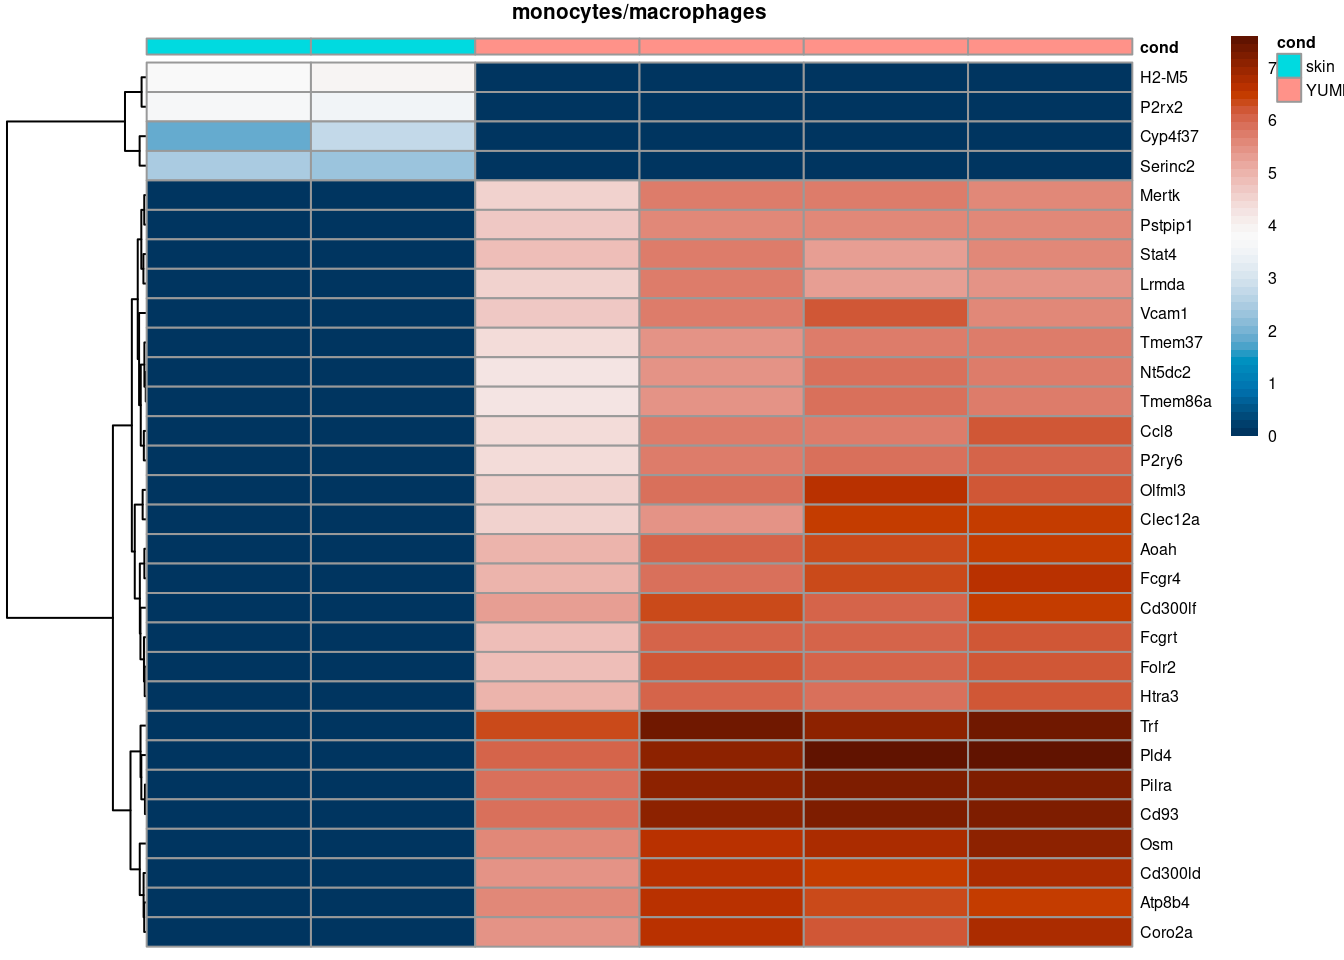 monocytes/macrophages
cond
H2-M5
P2rx2
Cyp4f37
Serinc2
Mertk
Pstpip1
Stat4
Lrmda
Vcam1
Tmem37
Nt5dc2
Tmem86a
Ccl8
P2ry6
Olfml3
Clec12a
Aoah
Fcgr4
Cd300lf
Fcgrt
Folr2
Htra3
Trf
Pld4
Pilra
Cd93
Osm
Cd300ld
Atp8b4
Coro2a
7
6
5
4
3
2
1
0
cond
skin